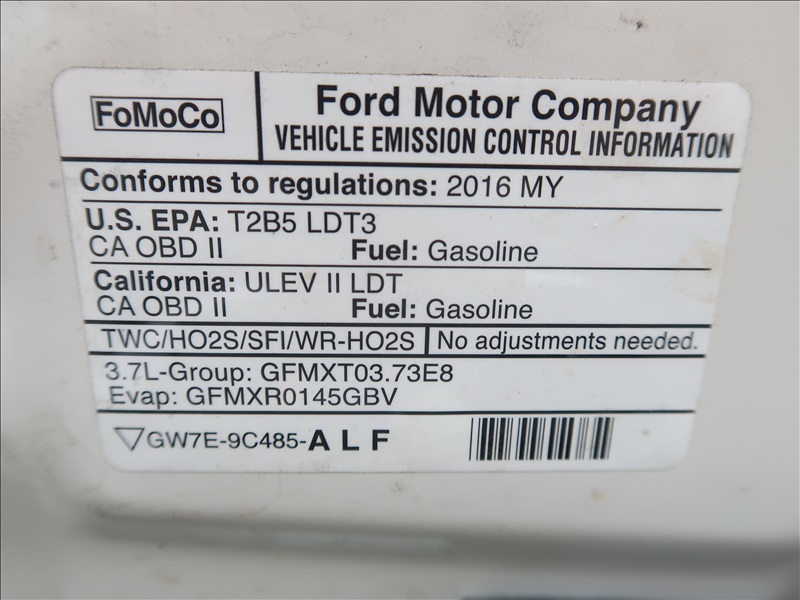 FoMoCo
Ford Motor Company
VEHICLE EMISSION CONTROL INFORMATION
Conforms to regulations: 2016 MY
U.S. EPA: T2B5 LDT3
CA OBD II Fuel: Gasoline
California: ULEV II LDT
CA OBD II Fuel: Gasoline
TWC/HO2S/SFI/WR-HO2S No adjustments needed.
3.7L-Group: GFMXT03.73E8
Evap: GFMXR0145GBV
GW7E-9C485-ALF